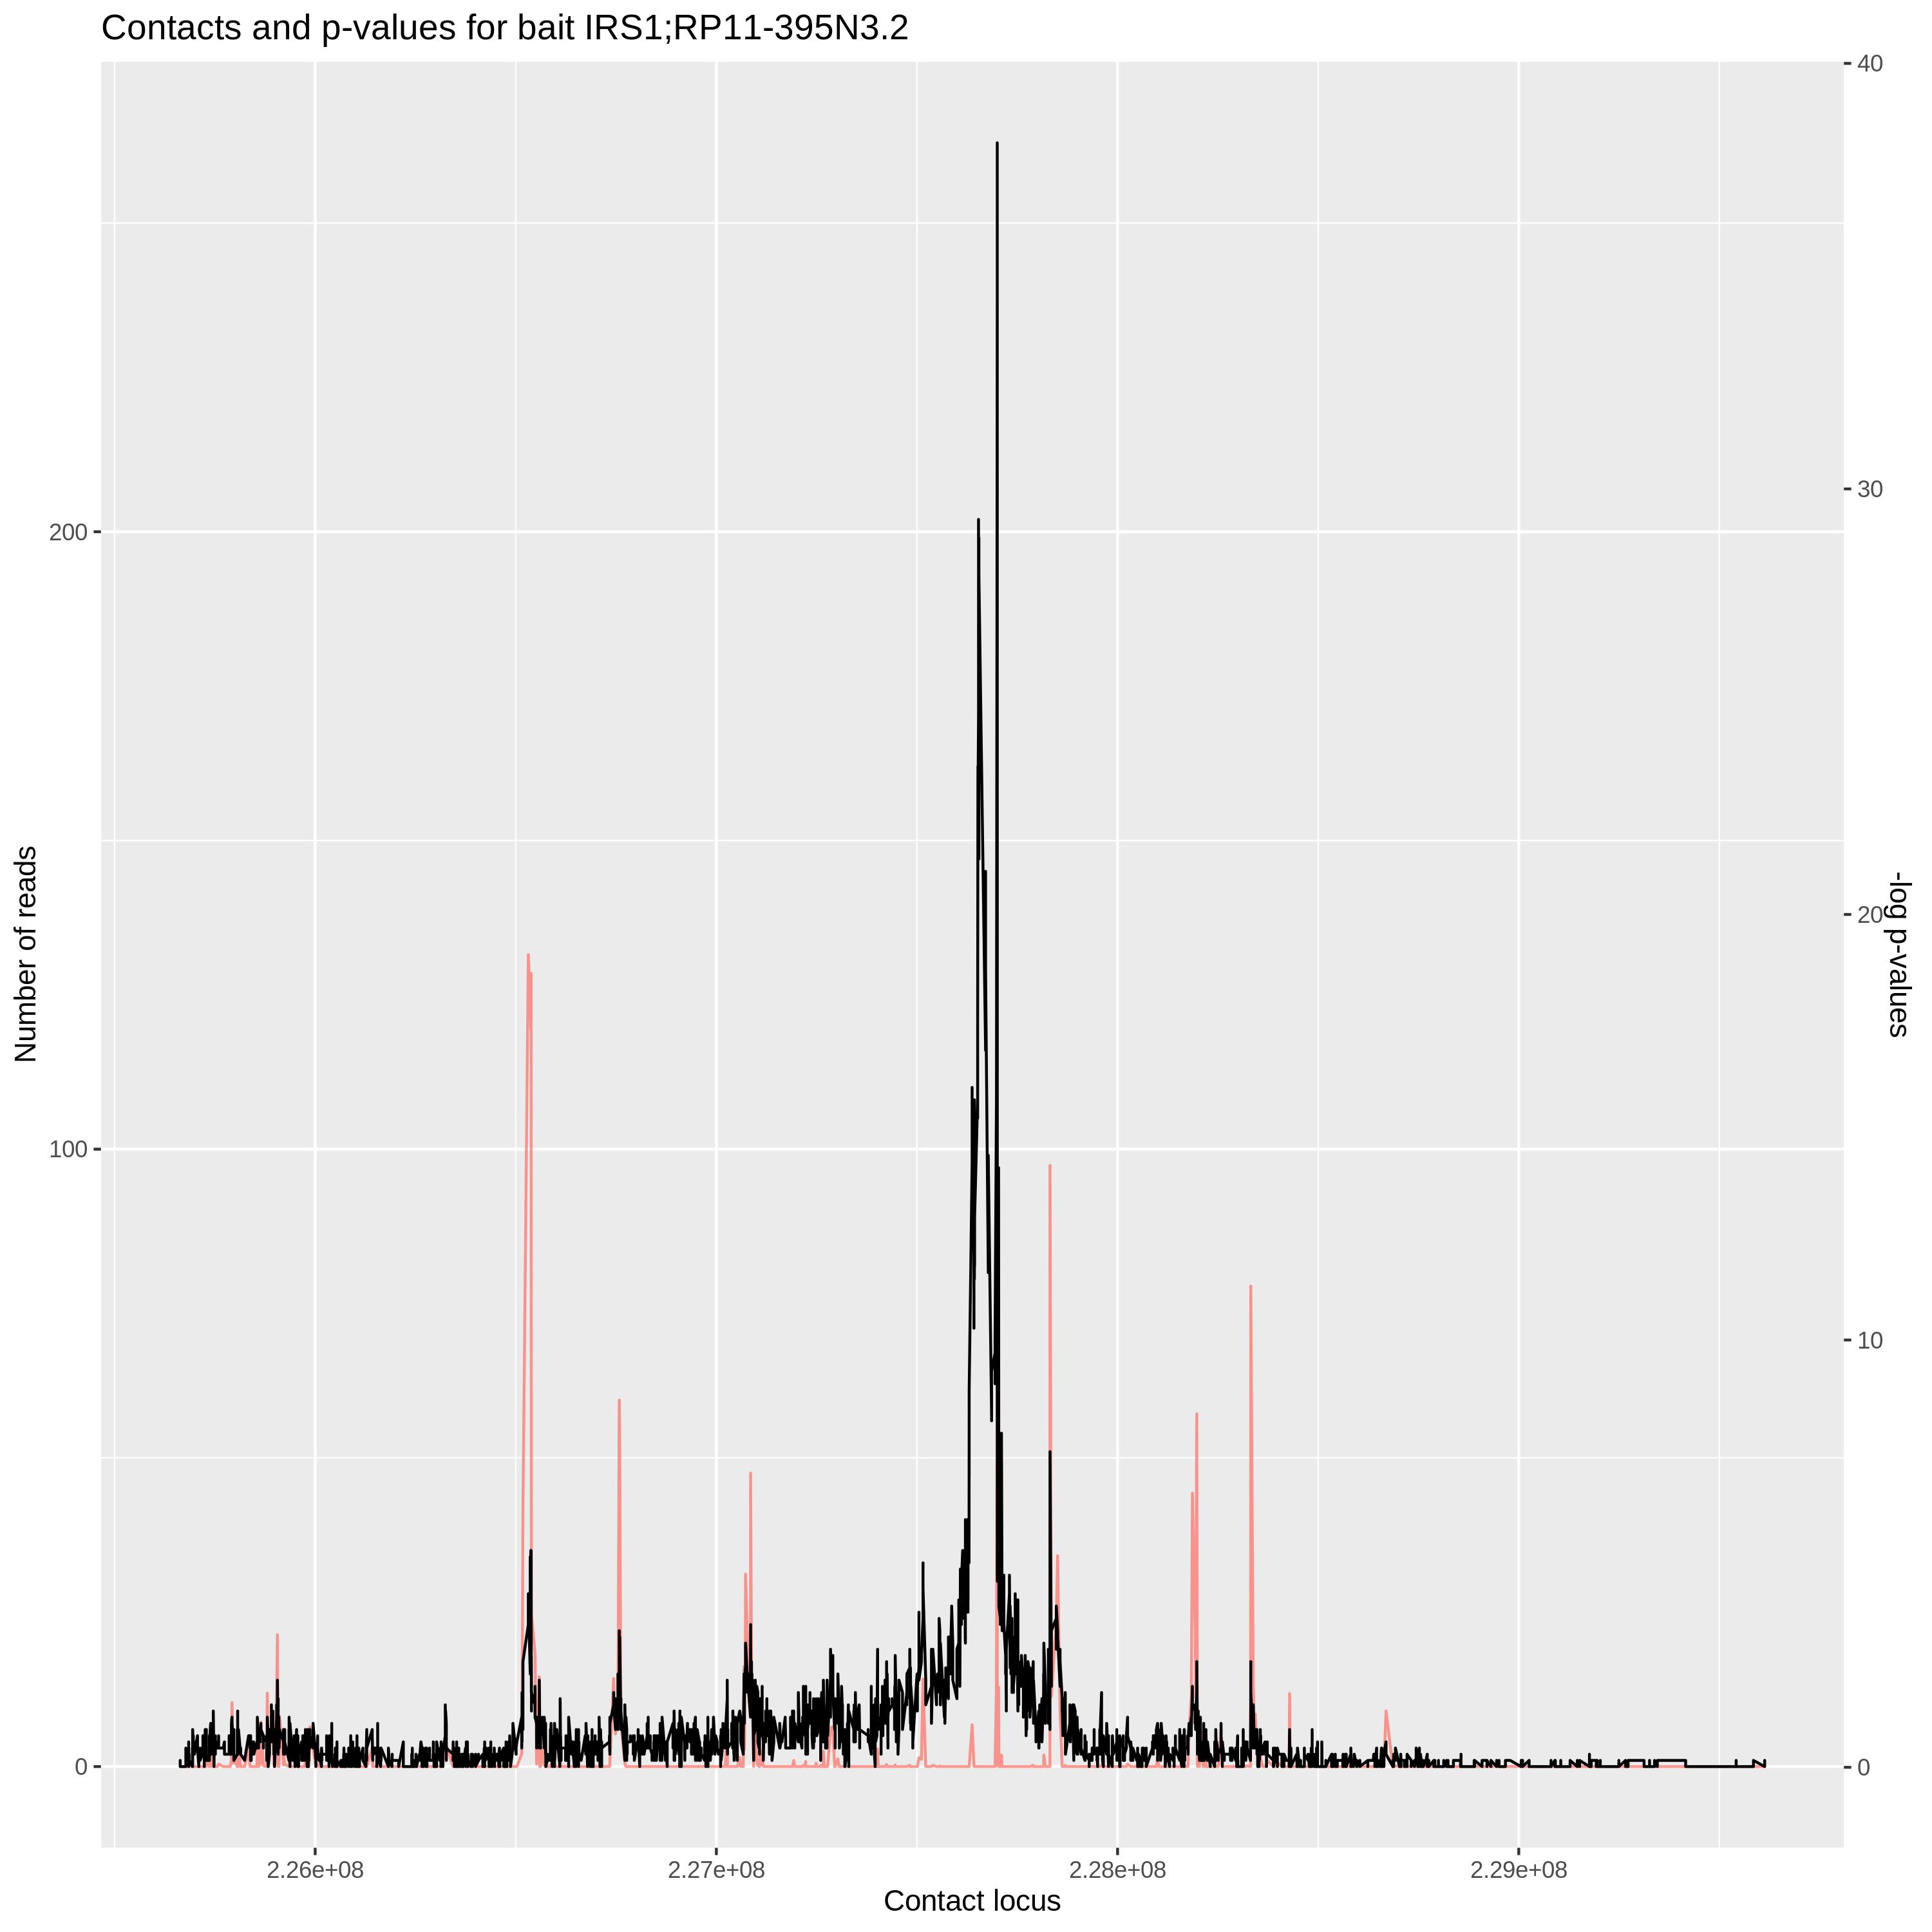 Contacts and p-values for bait IRS1;RP11-395N3.2
40
30
200
20
-log p-values
Number of reads
100
10
0
0
2.26e+08
2.27e+08
2.28e+08
2.29e+08
Contact locus